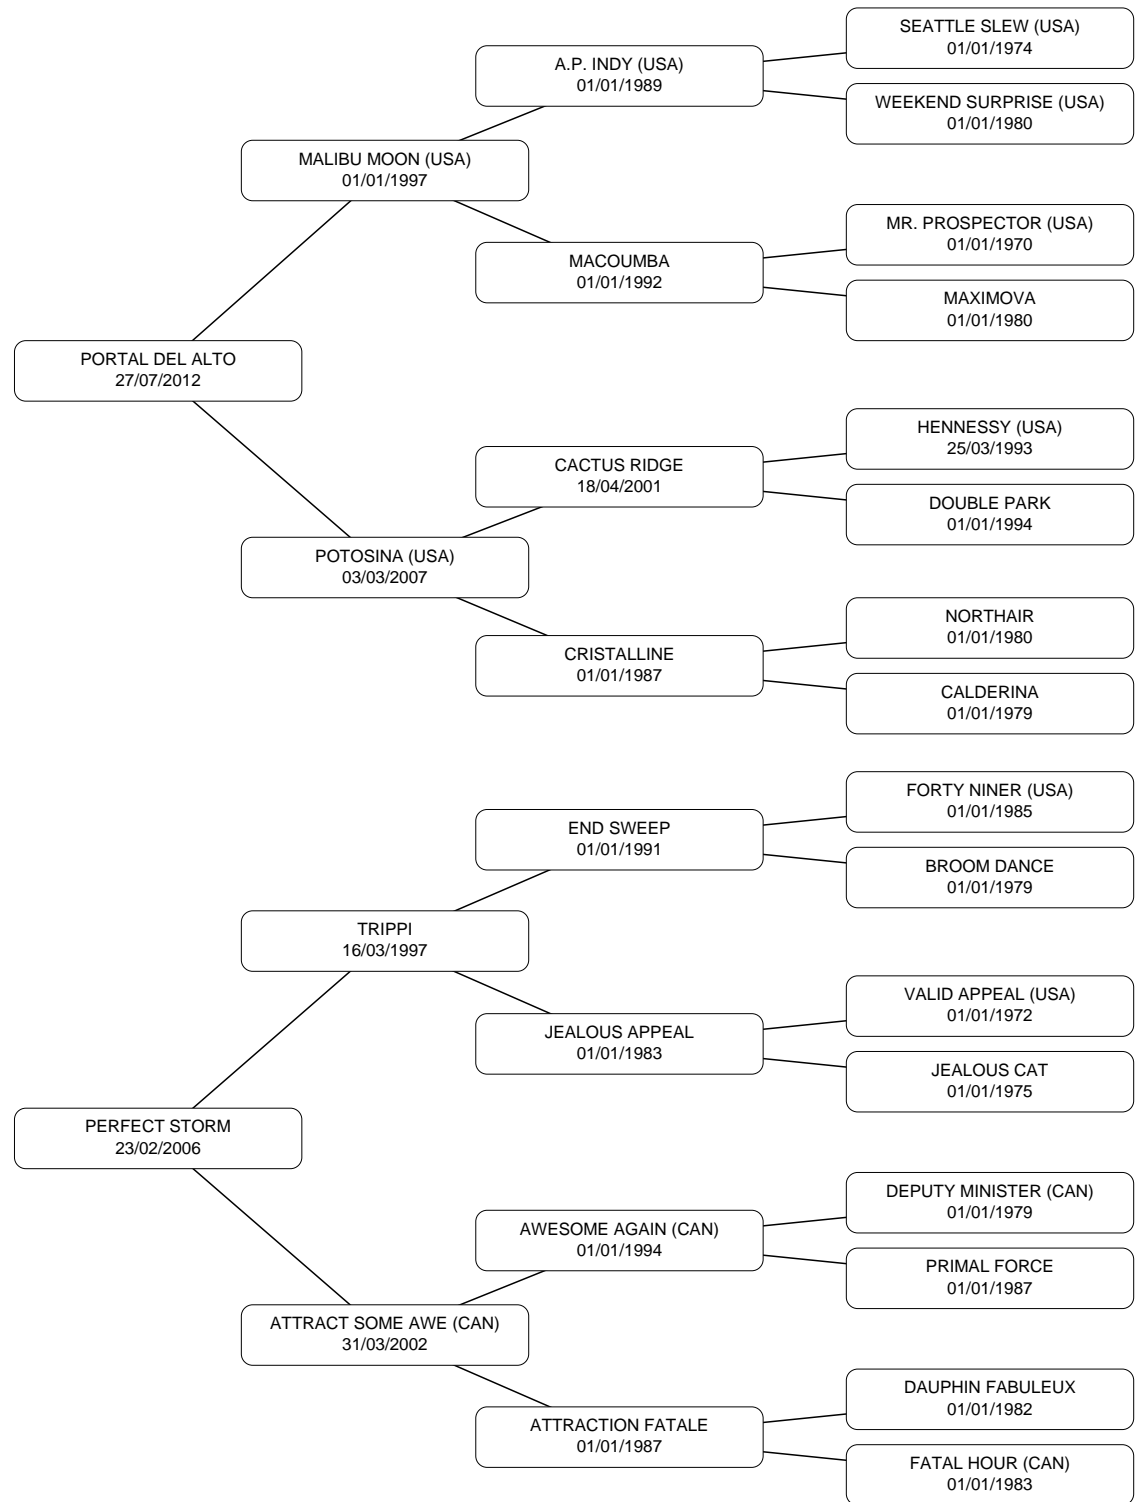 SEATTLE SLEW (USA)
01/01/1974
A.P. INDY (USA)
01/01/1989
WEEKEND SURPRISE (USA)
01/01/1980
MALIBU MOON (USA)
01/01/1997
MR. PROSPECTOR (USA)
01/01/1970
MACOUMBA
01/01/1992
MAXIMOVA
01/01/1980
PORTAL DEL ALTO
27/07/2012
HENNESSY (USA)
25/03/1993
CACTUS RIDGE
18/04/2001
DOUBLE PARK
01/01/1994
POTOSINA (USA)
03/03/2007
NORTHAIR
01/01/1980
CRISTALLINE
01/01/1987
CALDERINA
01/01/1979
FORTY NINER (USA)
01/01/1985
END SWEEP
01/01/1991
BROOM DANCE
01/01/1979
TRIPPI
16/03/1997
VALID APPEAL (USA)
01/01/1972
JEALOUS APPEAL
01/01/1983
JEALOUS CAT
01/01/1975
PERFECT STORM
23/02/2006
DEPUTY MINISTER (CAN)
01/01/1979
AWESOME AGAIN (CAN)
01/01/1994
PRIMAL FORCE
01/01/1987
ATTRACT SOME AWE (CAN)
31/03/2002
DAUPHIN FABULEUX
01/01/1982
ATTRACTION FATALE
01/01/1987
FATAL HOUR (CAN)
01/01/1983